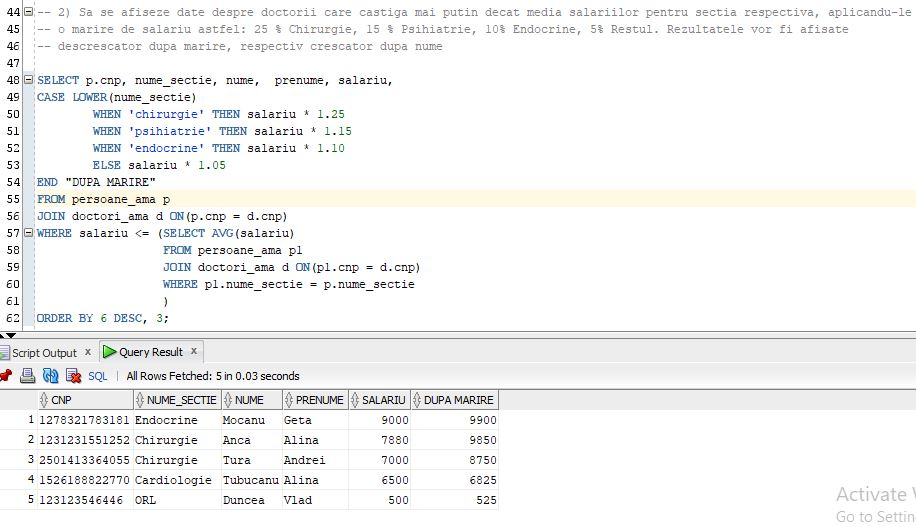 44 -- 2) Sa se afiseze date despre doctorii care castiga mai putin decat media salariilor pentru sectia respectiva, aplicandu-le
45 -- o marire de salariu astfel: 25 % Chirurgie, 15 % Psihiatrie, 10% Endocrine, 5% Restul. Rezultatele vor fi afisate
46 -- descrescator dupa marire, respectiv crescator dupa nume
47
48 SELECT p.cnp, nume_sectie, nume,  prenume, salariu,
49 CASE LOWER(nume_sectie)
50 WHEN 'chirurgie' THEN salariu * 1.25
51 WHEN 'psihiatrie' THEN salariu * 1.15
52 WHEN 'endocrine' THEN salariu * 1.10
53 ELSE salariu * 1.05
54 END "DUPA MARIRE"
55 FROM persoane_ama p
56 JOIN doctori_ama d ON(p.cnp = d.cnp)
57 WHERE salariu <= (SELECT AVG(salariu)
58 FROM persoane_ama p1
59 JOIN doctori_ama d ON(p1.cnp = d.cnp)
60 WHERE p1.nume_sectie = p.nume_sectie
61 )
62 ORDER BY 6 DESC, 3;
Script Output x Query Result x
SQL | All Rows Fetched: 5 in 0.03 seconds
CNP NUME_SECTIE NUME PRENUME SALARIU DUPA MARIRE
1 1278321783181 Endocrine Mocanu Geta 9000 9900
2 1231231551252 Chirurgie Anca Alina 7880 9850
3 2501413364055 Chirurgie Tura Andrei 7000 8750
4 1526188822770 Cardiologie Tubucanu Alina 6500 6825
5 123123546446 ORL Duncea Vlad 500 525
Activate
Go to Settin